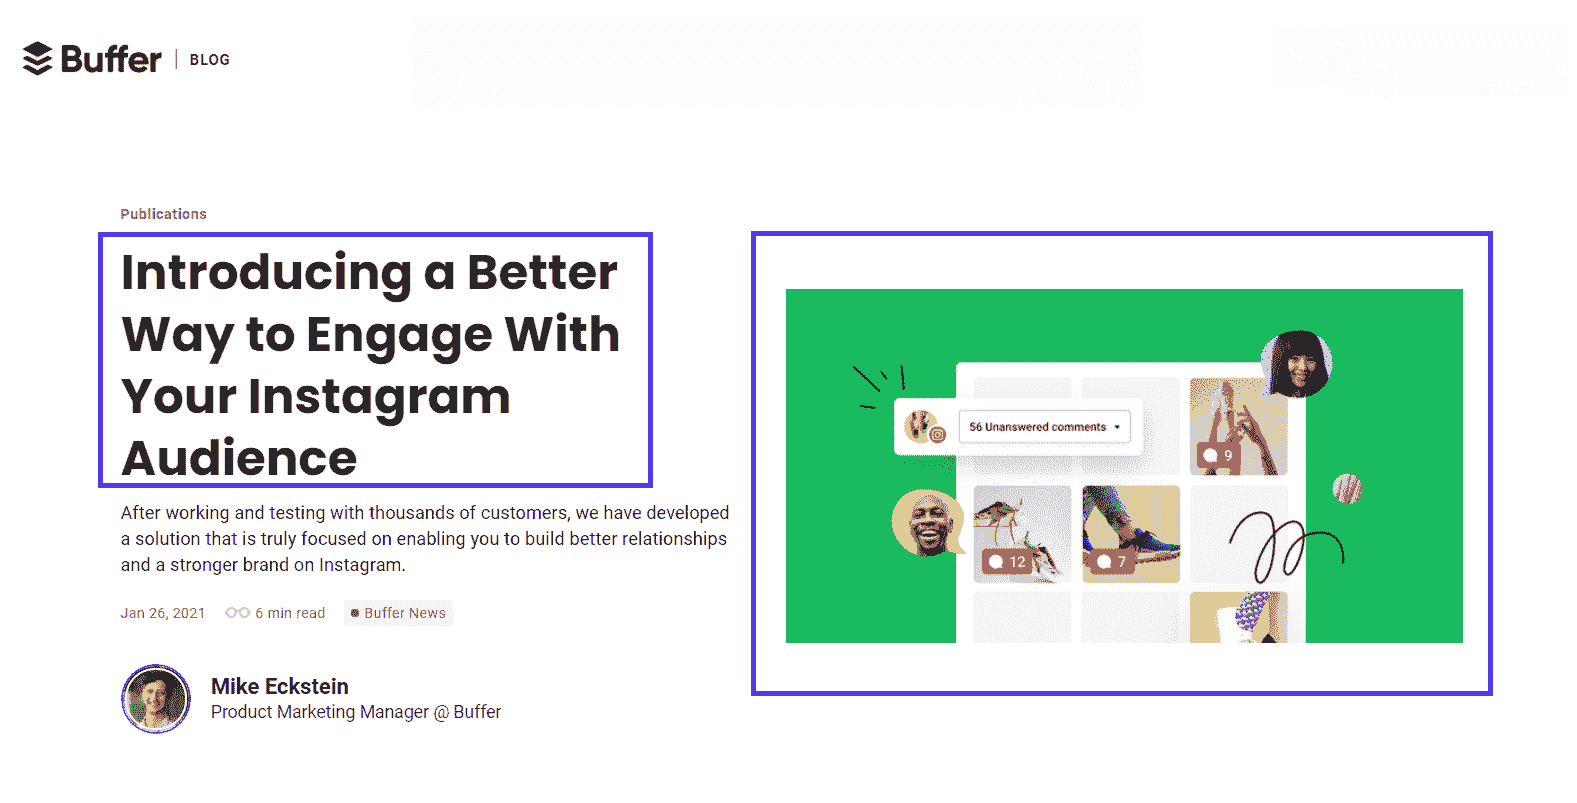 Buffer | BLOG
Publications
Introducing a Better
Way to Engage With
Your Instagram
Audience
After working and testing with thousands of customers, we have developed
a solution that is truly focused on enabling you to build better relationships
and a stronger brand on Instagram.
Jan 26, 2021 6 min read Buffer News
Mike Eckstein
Product Marketing Manager @ Buffer
56 Unanswered comments
9
12
7